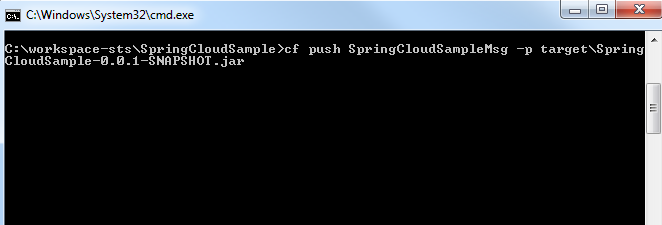 C:\Windows\System32\cmd.exe
C:\workspace-sts\SpringCloudSample>cf push SpringCloudSampleMsg -p target\Spring
CloudSample-0.0.1-SNAPSHOT.jar